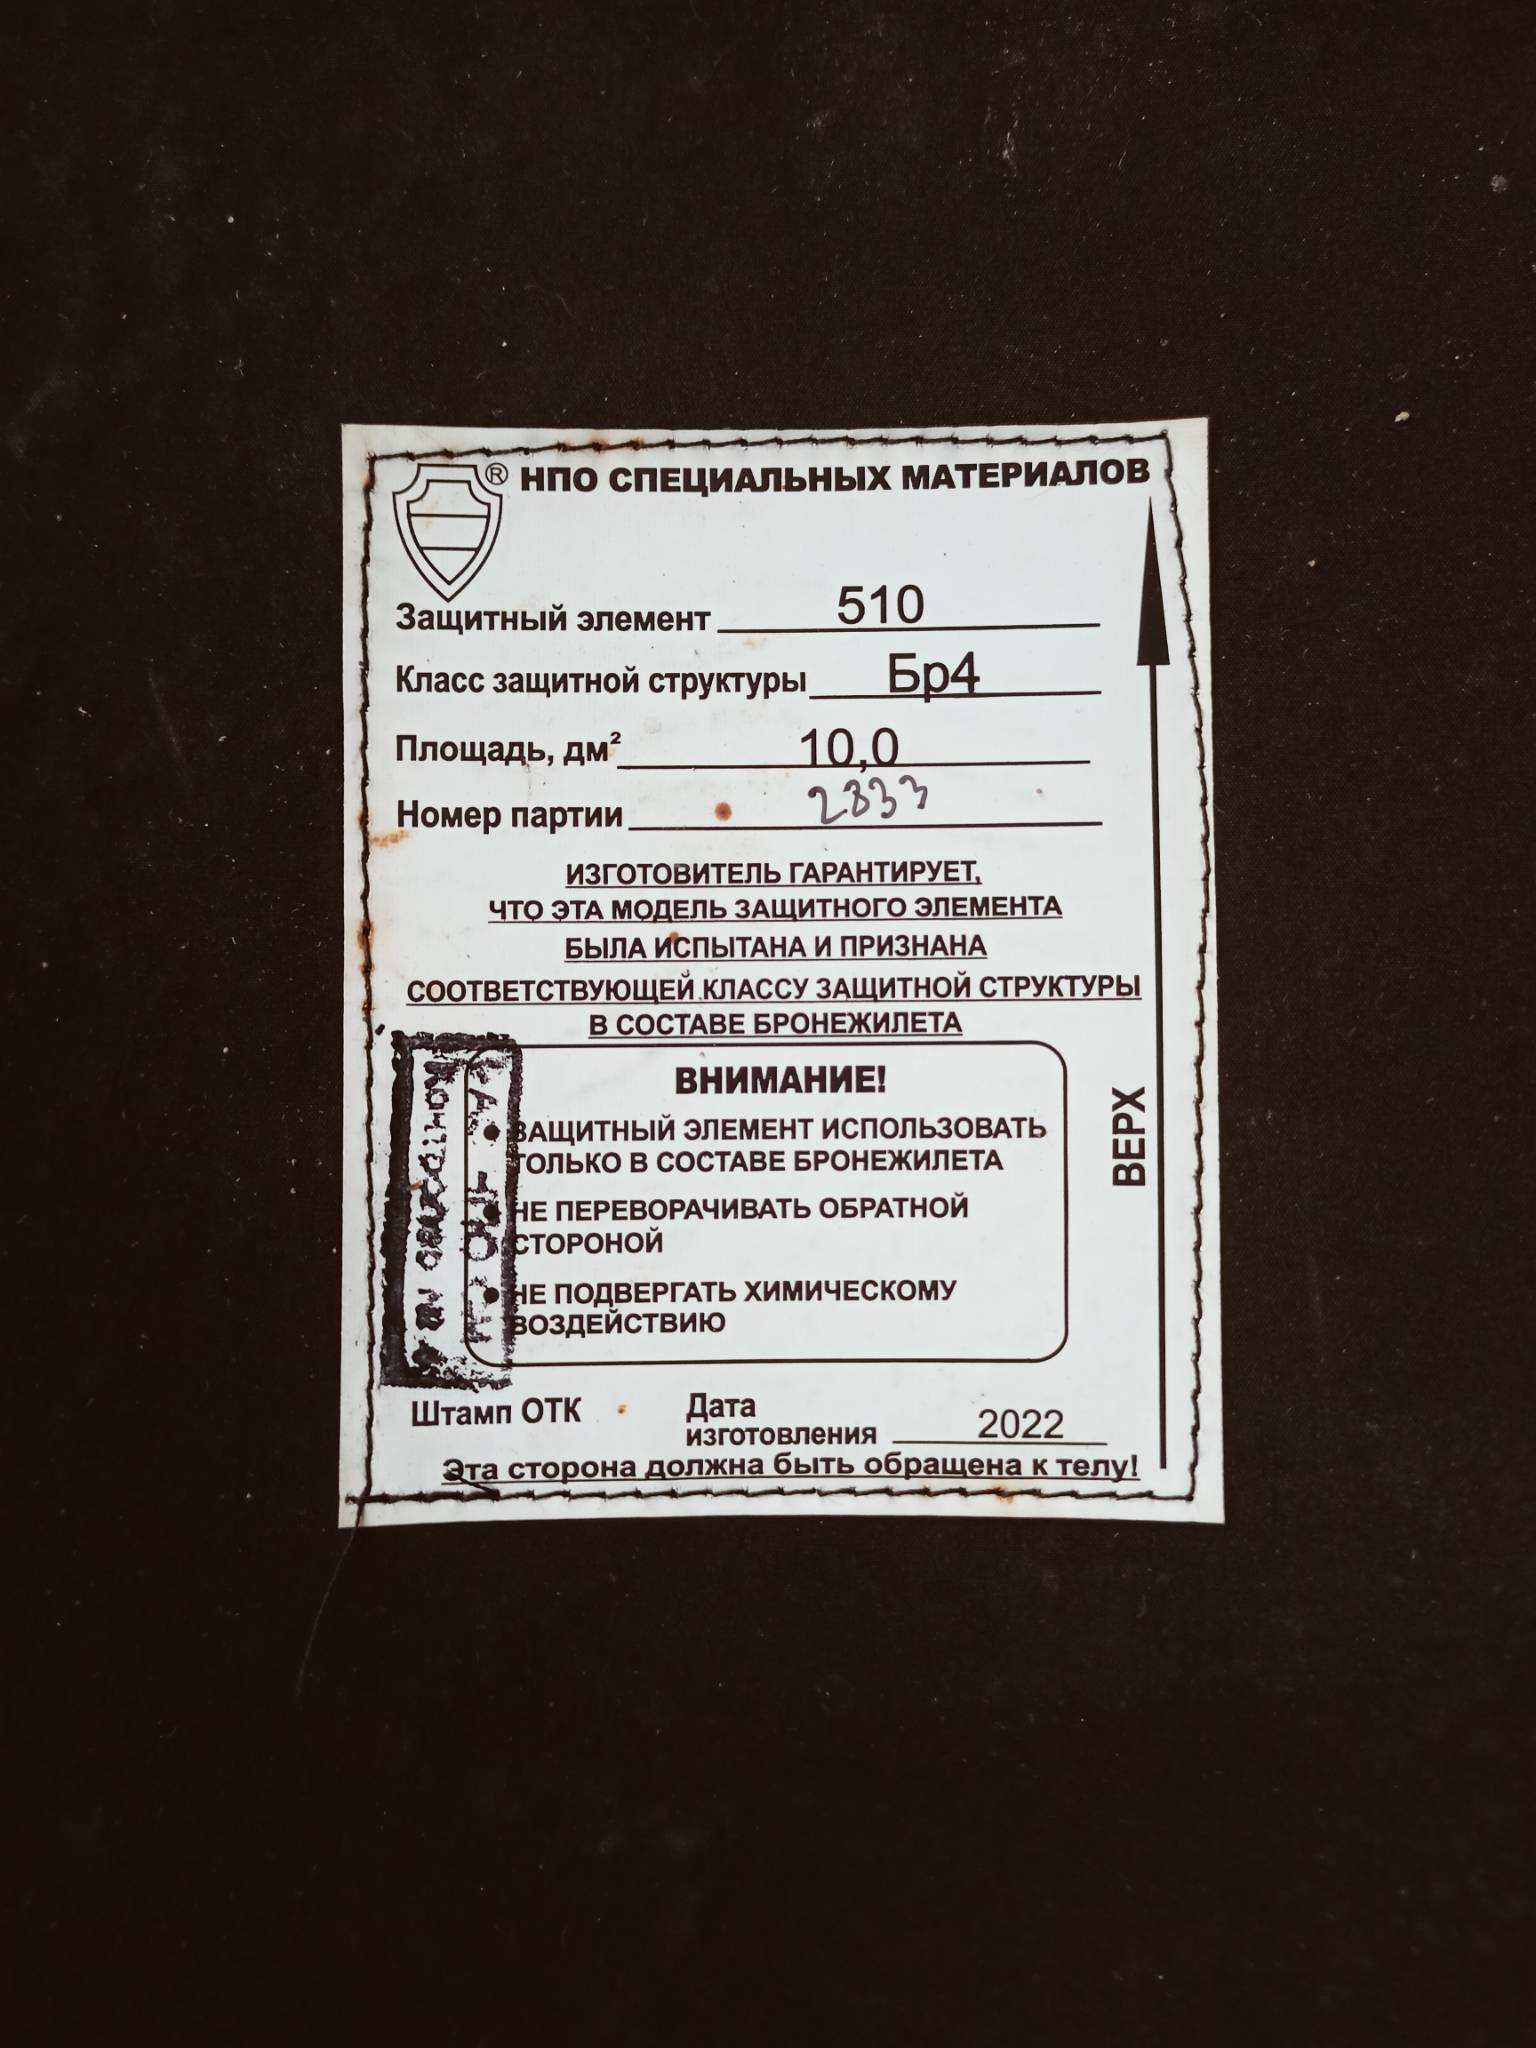 ® НПО СПЕЦИАЛЬНЫХ МАТЕРИАЛОВ
Защитный элемент 510
Класс защитной структуры Бр4
Площадь, дм² 10,0
Номер партии 2833
ИЗГОТОВИТЕЛЬ ГАРАНТИРУЕТ,
ЧТО ЭТА МОДЕЛЬ ЗАЩИТНОГО ЭЛЕМЕНТА
БЫЛА ИСПЫТАНА И ПРИЗНАНА
СООТВЕТСТВУЮЩЕЙ КЛАССУ ЗАЩИТНОЙ СТРУКТУРЫ
В СОСТАВЕ БРОНЕЖИЛЕТА
ВНИМАНИЕ!
• ЗАЩИТНЫЙ ЭЛЕМЕНТ ИСПОЛЬЗОВАТЬ
ТОЛЬКО В СОСТАВЕ БРОНЕЖИЛЕТА
• НЕ ПЕРЕВОРАЧИВАТЬ ОБРАТНОЙ
СТОРОНОЙ
• НЕ ПОДВЕРГАТЬ ХИМИЧЕСКОМУ
ВОЗДЕЙСТВИЮ
ВЕРХ
Штамп ОТК
Дата
изготовления 2022
Эта сторона должна быть обращена к телу!